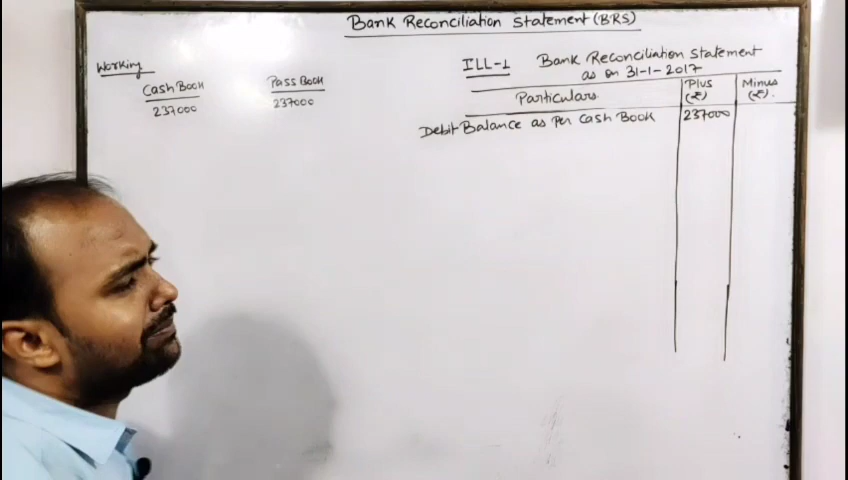 Bank Reconciliation Statement (BRS)
Working
Cash Book Pass Book
237000 237000
ILL-1 Bank Reconciliation Statement
as on 31-1-2017
Particulars Plus (₹) Minus (₹).
Debit Balance as Per Cash Book 237000